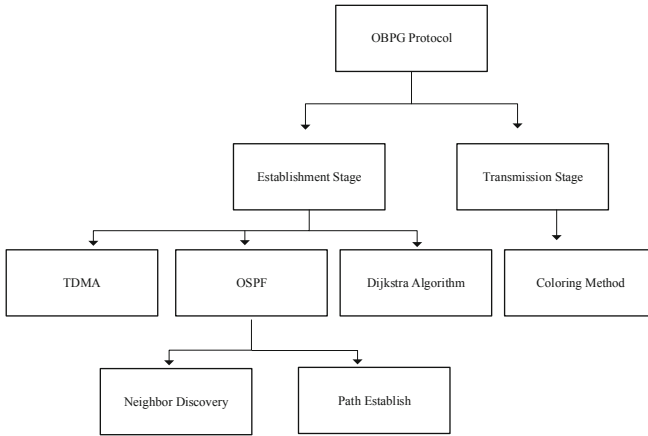 OBPG Protocol
Establishment Stage
Transmission Stage
TDMA
OSPF
Dijkstra Algorithm
Coloring Method
Neighbor Discovery
Path Establish